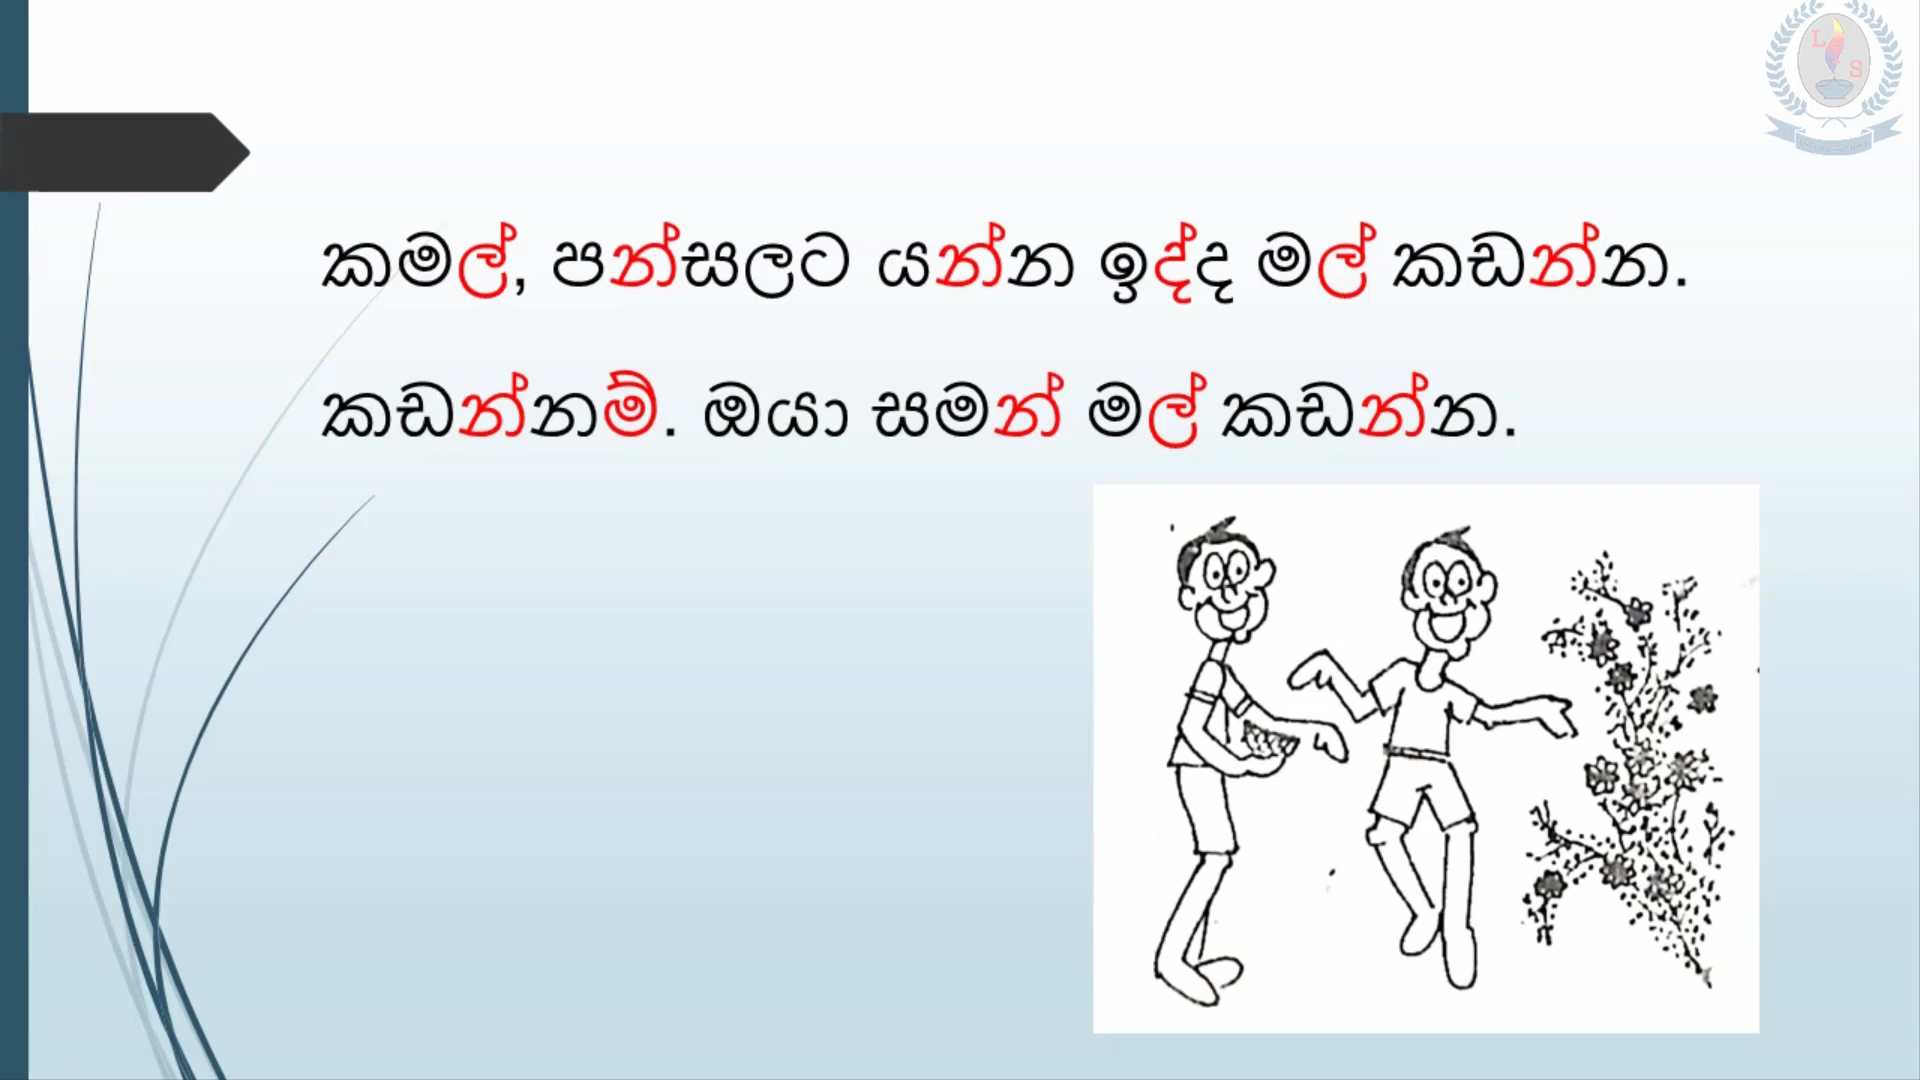 කමල්, පන්සලට යන්න ඉද්ද මල් කඩන්න.
කඩන්නම්. ඔයා සමන් මල් කඩන්න.
L
S